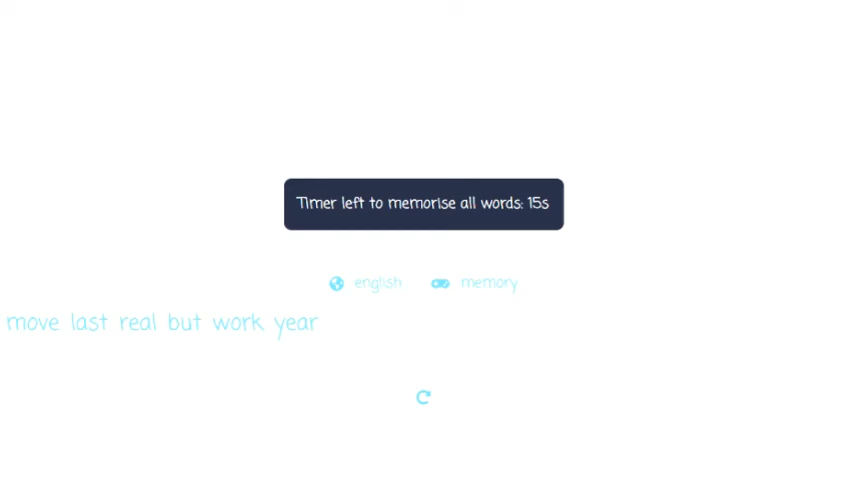 Timer left to memorise all words: 15s
english memory
move last real but work year